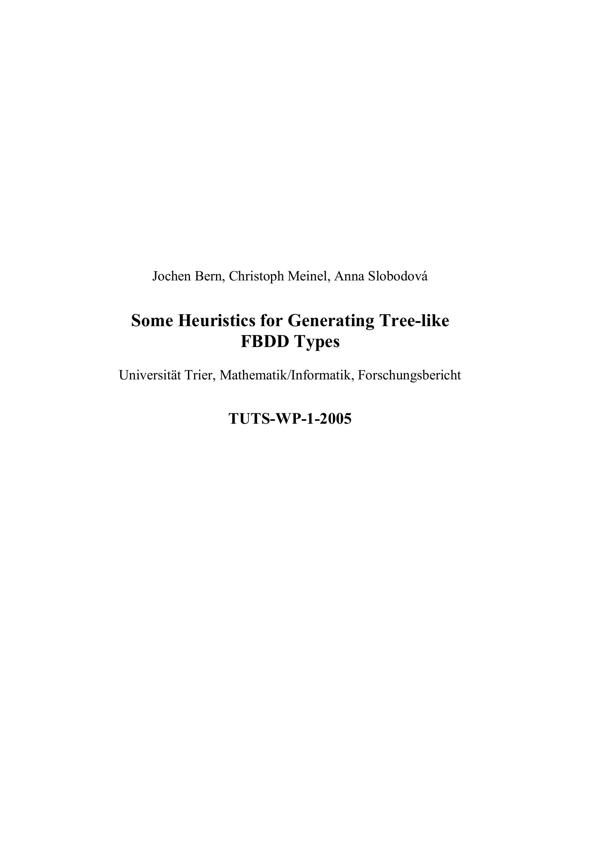 Jochen Bern, Christoph Meinel, Anna Slobodová
Some Heuristics for Generating Tree-like
FBDD Types
Universität Trier, Mathematik/Informatik, Forschungsbericht
TUTS-WP-1-2005